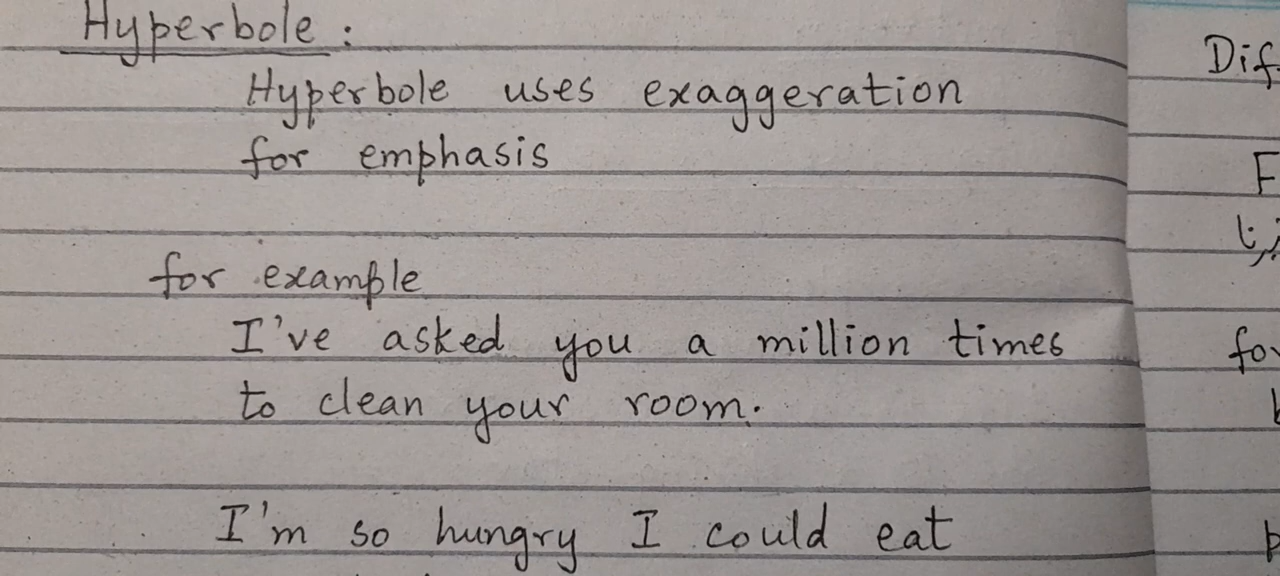 Hyperbole :
Hyperbole uses exaggeration
for emphasis
for example
I've asked you a million times
to clean your room.
I'm so hungry I could eat